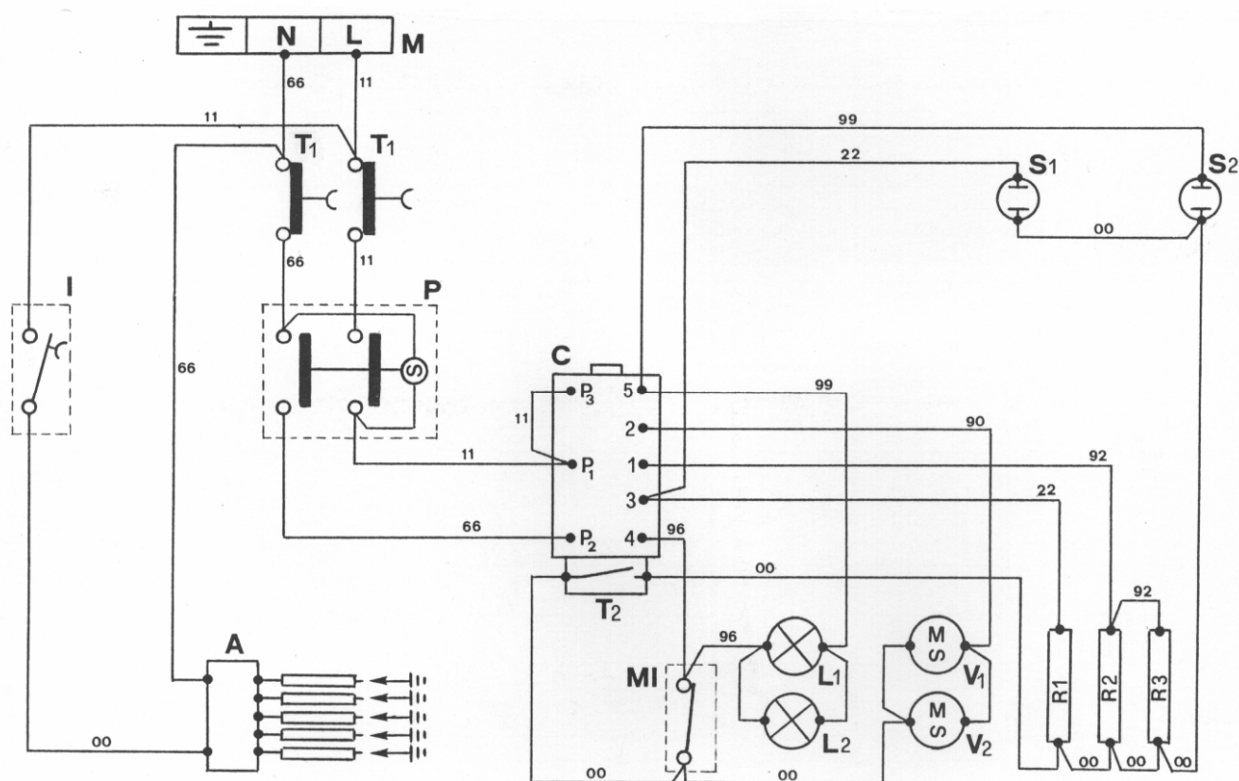 N L M
66 11
11
T1 T1
99
22
S1 S2
00
66 11
I P
S
66
C
P3 5 99
11
2 90
11 P1 1 92
3 22
66 P2 4 96
00
T2
92
A
96
MI L1 M S V1
R1 R2 R3
L2 M S V2
00
00 00 00 00 00